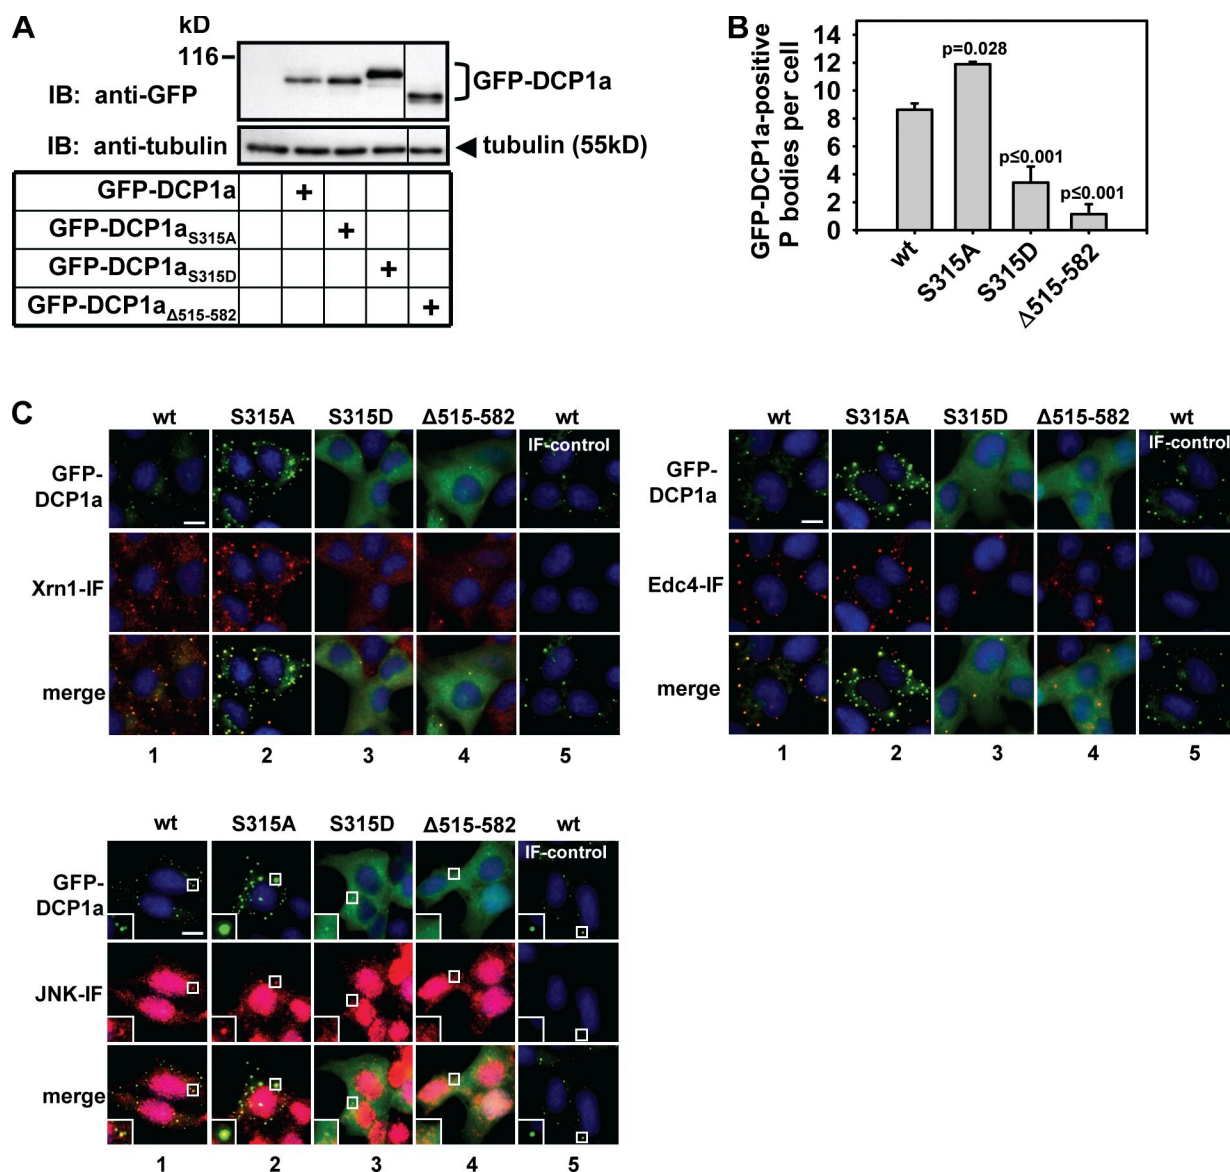 A
kD
116
IB: anti-GFP
GFP-DCP1a
IB: anti-tubulin
tubulin (55kD)
GFP-DCP1a +
GFP-DCP1aS315A +
GFP-DCP1aS315D +
GFP-DCP1aΔ515-582 +
B
GFP-DCP1a-positive
P bodies per cell
14
12
10
8
6
4
2
0
p=0.028
p≤0.001
p≤0.001
wt
S315A
S315D
Δ515-582
C
wt S315A S315D Δ515-582 wt
IF-control
GFP-
DCP1a
Xrn1-IF
merge
1 2 3 4 5
wt S315A S315D Δ515-582 wt
IF-control
GFP-
DCP1a
Edc4-IF
merge
1 2 3 4 5
wt S315A S315D Δ515-582 wt
IF-control
GFP-
DCP1a
JNK-IF
merge
1 2 3 4 5